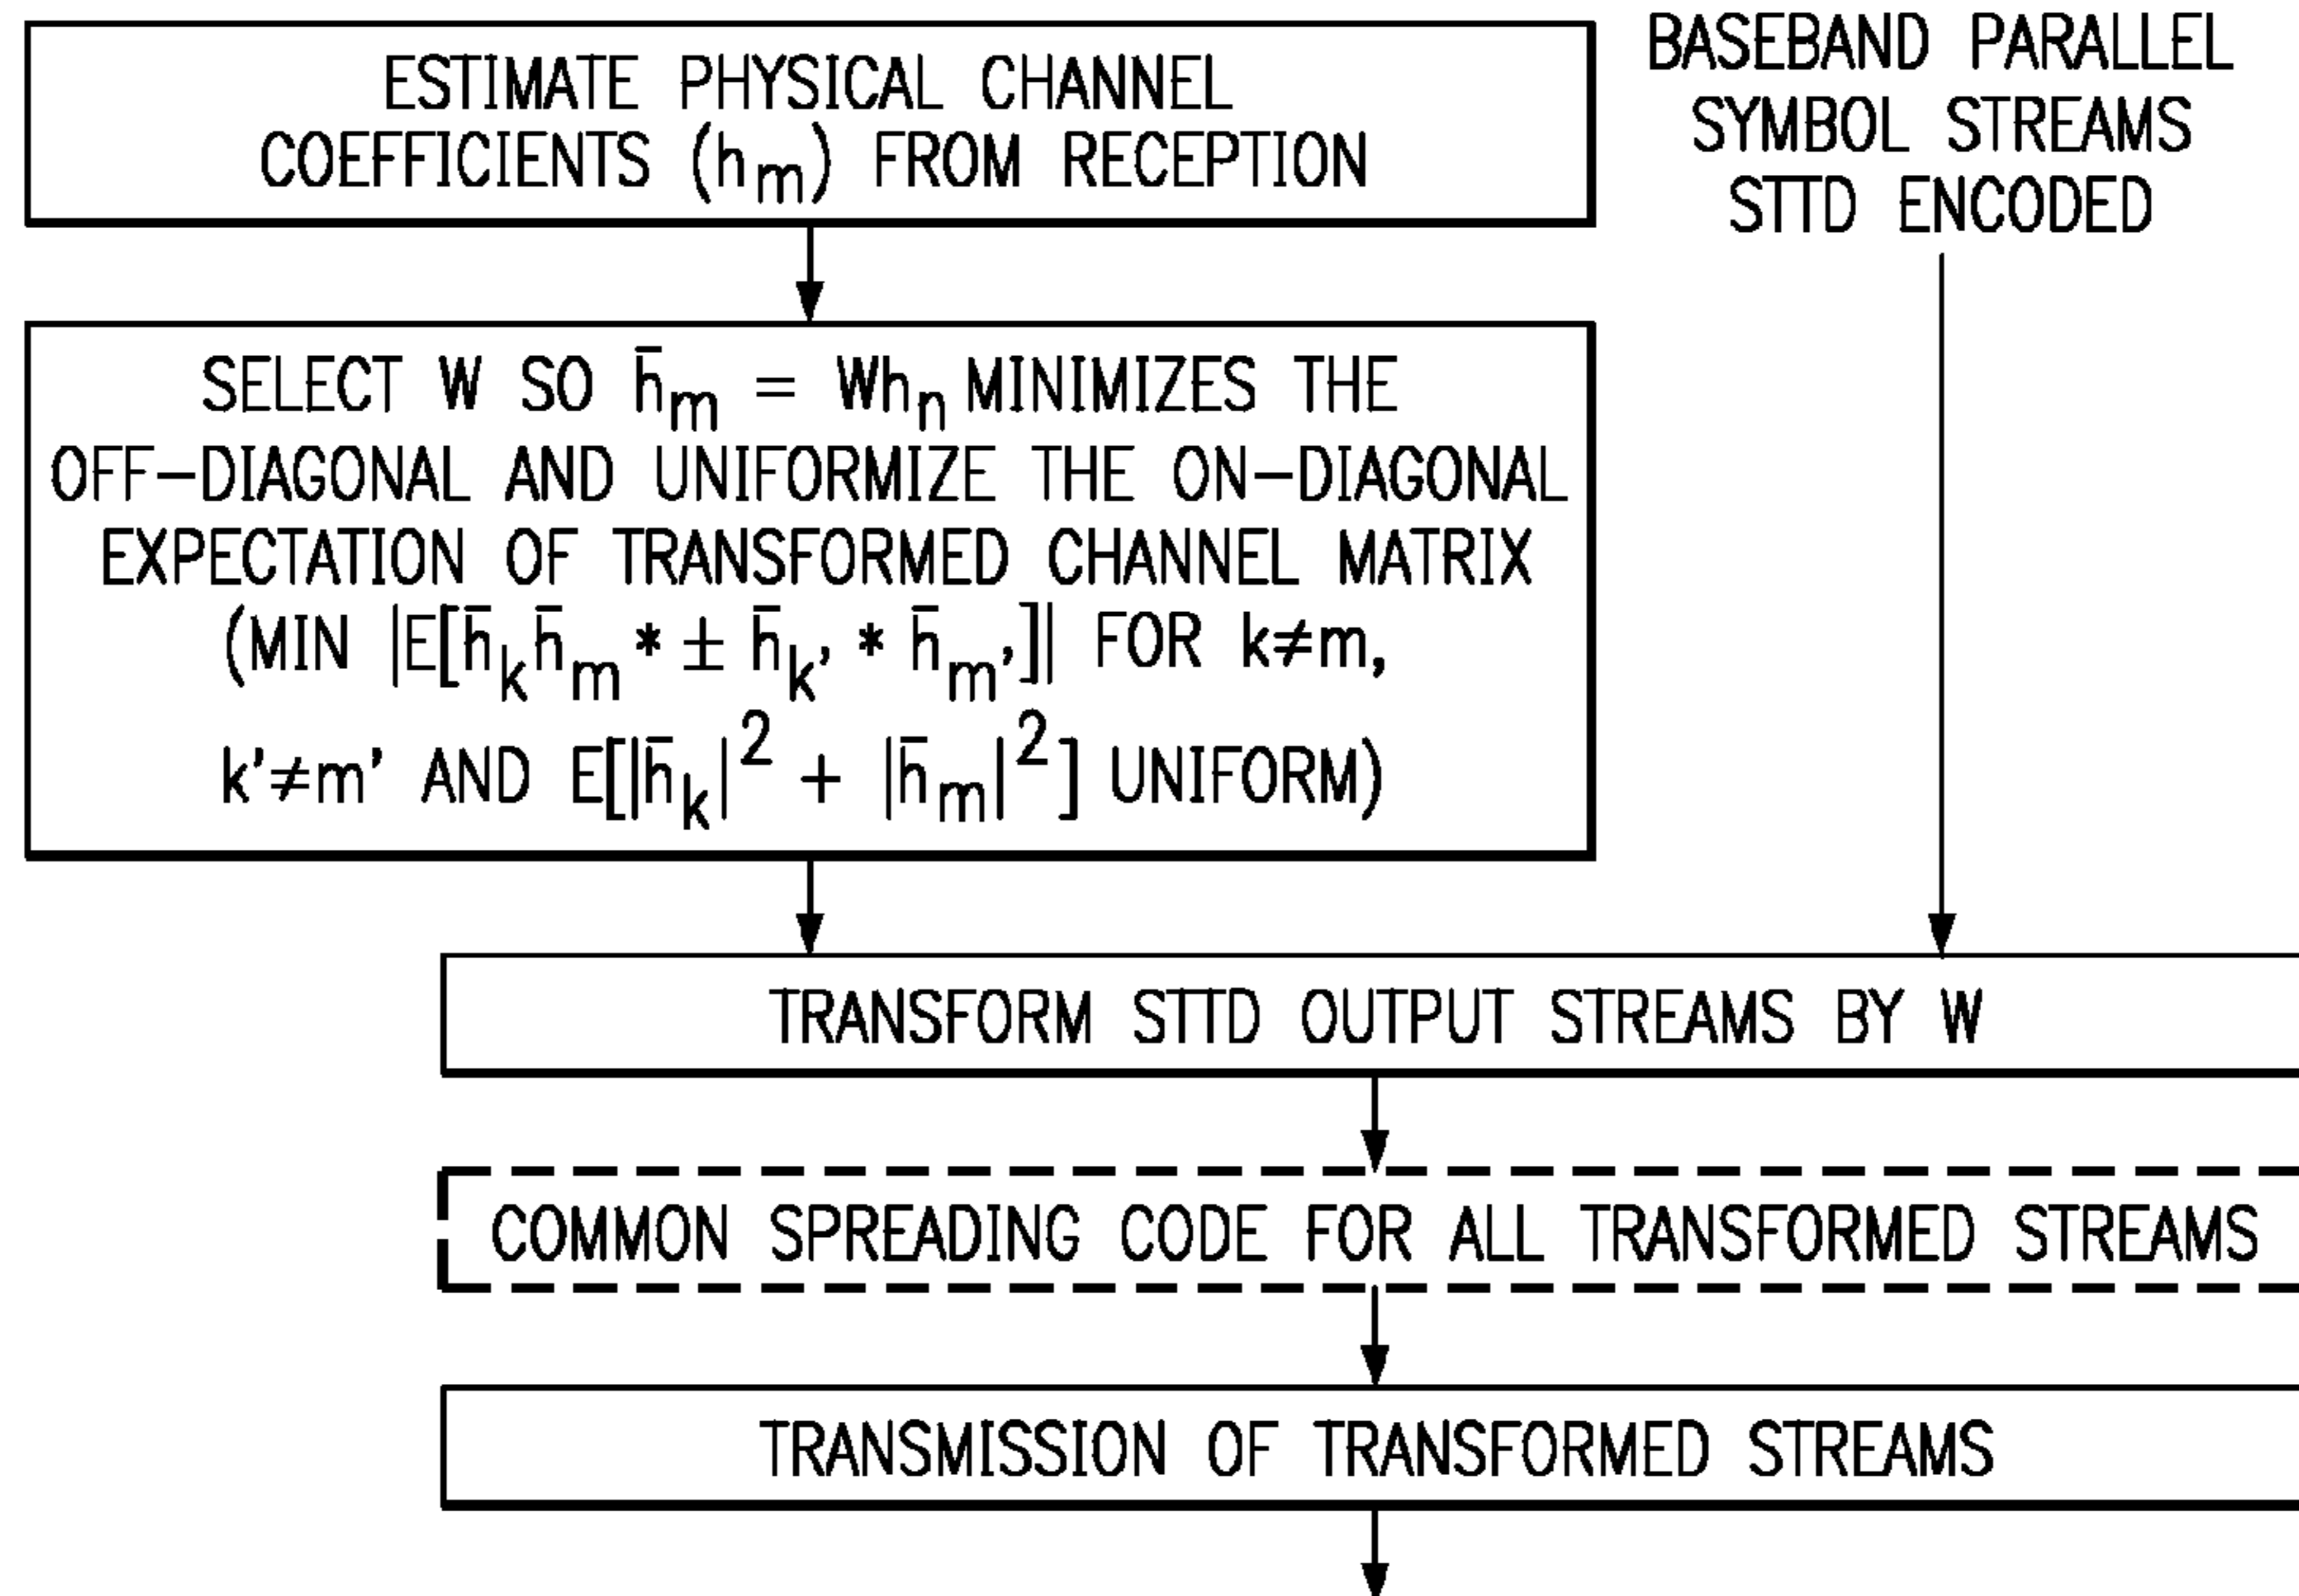 ESTIMATE PHYSICAL CHANNEL
COEFFICIENTS (hm) FROM RECEPTION
BASEBAND PARALLEL
SYMBOL STREAMS
STTD ENCODED
SELECT W SO h̄m = Whn MINIMIZES THE
OFF-DIAGONAL AND UNIFORMIZE THE ON-DIAGONAL
EXPECTATION OF TRANSFORMED CHANNEL MATRIX
(MIN |E[h̄kh̄m* ± h̄k'*h̄m']| FOR k≠m,
k'≠m' AND E[|h̄k|² + |h̄m|²] UNIFORM)
TRANSFORM STTD OUTPUT STREAMS BY W
COMMON SPREADING CODE FOR ALL TRANSFORMED STREAMS
TRANSMISSION OF TRANSFORMED STREAMS